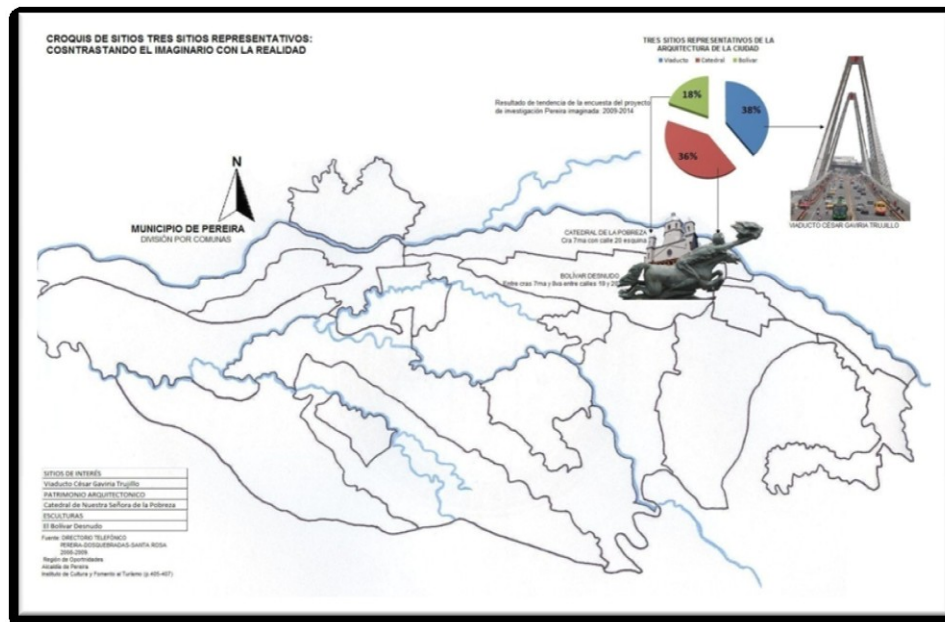 CROQUIS DE SITIOS TRES SITIOS REPRESENTATIVOS:
COSNTRASTANDO EL IMAGINARIO CON LA REALIDAD
TRES SITIOS REPRESENTATIVOS DE LA
ARQUITECTURA DE LA CIUDAD
Viaducto Catedral Bolívar
18%
38%
36%
Resultado de tendencia de la encuesta del proyecto
de investigación Pereira imaginada 2009-2014
VIADUCTO CÉSAR GAVIRIA TRUJILLO
N
MUNICIPIO DE PEREIRA
DIVISIÓN POR COMUNAS
CATEDRAL DE LA POBREZA
Cra 7ma con calle 20 esquina
BOLÍVAR DESNUDO
Entre cras 7ma y 8va entre calles 19 y 20
SITIOS DE INTERÉS
Viaducto César Gaviria Trujillo
PATRIMONIO ARQUITECTONICO
Catedral de Nuestra Señora de la Pobreza
ESCULTURAS
El Bolívar Desnudo
Fuente: DIRECTORIO TELEFÓNICO
PEREIRA-DOSQUEBRADAS-SANTA ROSA
2008-2009.
Región de Oportunidades
Alcaldía de Pereira
Instituto de Cultura y Fomento al Turismo (p 405-407)